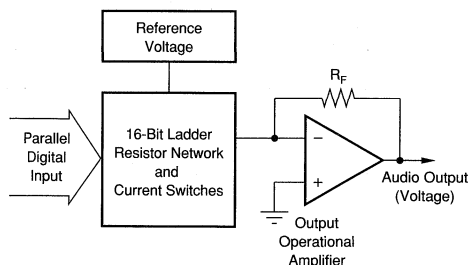 Reference
Voltage
R_F
Parallel
Digital
Input
16-Bit Ladder
Resistor Network
and
Current Switches
−
+
Audio Output
(Voltage)
Output
Operational
Amplifier